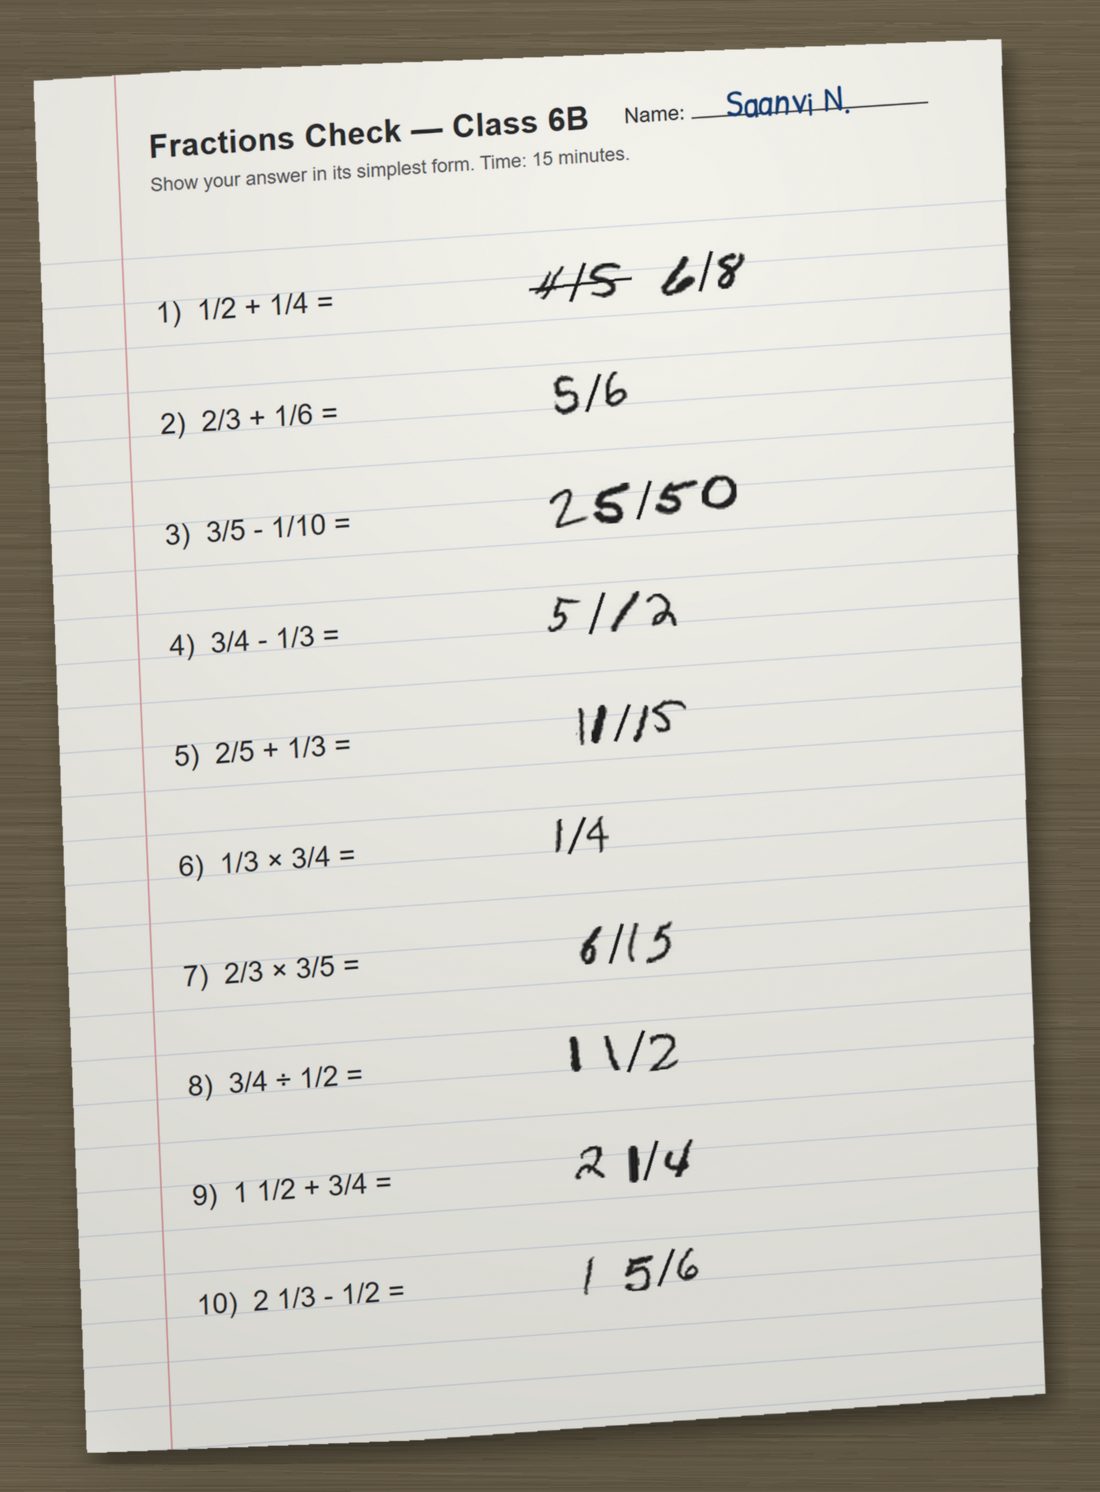 Fractions Check — Class 6B Name: Saanvi N.
Show your answer in its simplest form. Time: 15 minutes.
1) 1/2 + 1/4 = 4/5 6/8
2) 2/3 + 1/6 = 5/6
3) 3/5 - 1/10 = 25/50
4) 3/4 - 1/3 = 5/12
5) 2/5 + 1/3 = 11/15
6) 1/3 × 3/4 = 1/4
7) 2/3 × 3/5 = 6/15
8) 3/4 ÷ 1/2 = 1 1/2
9) 1 1/2 + 3/4 = 2 1/4
10) 2 1/3 - 1/2 = 1 5/6